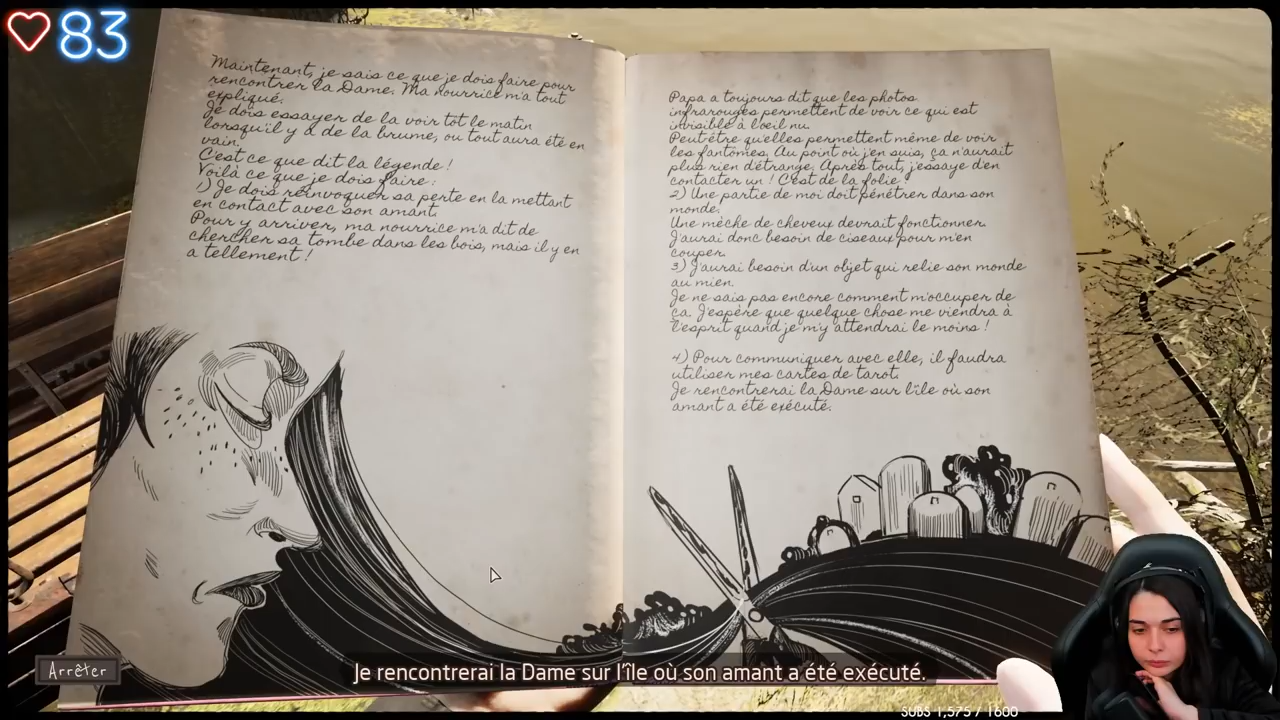 83
Maintenant, je sais ce que je dois faire pour
rencontrer la Dame. Ma nourrice m'a tout
expliqué.
Je dois essayer de la voir tôt le matin
lorsqu'il y a de la brume, ou tout aura été en
vain.
C'est ce que dit la légende !
Voilà ce que je dois faire :
1) Je dois réinvoquer sa perte en la mettant
en contact avec son amant.
Pour y arriver, ma nourrice m'a dit de
chercher sa tombe dans les bois, mais il y en
a tellement !
Papa a toujours dit que les photos
infrarouges permettent de voir ce qui est
invisible à l'oeil nu.
Peut-être qu'elles permettent même de voir
les fantômes. Au point où j'en suis, ça n'aurait
plus rien d'étrange. Après tout, j'essaye d'en
contacter un ! C'est de la folie !
2) Une partie de moi doit pénétrer dans son
monde.
Une mèche de cheveux devrait fonctionner.
J'aurai donc besoin de ciseaux pour m'en
couper.
3) J'aurai besoin d'un objet qui relie son monde
au mien.
Je ne sais pas encore comment m'occuper de
ça. J'espère que quelque chose me viendra à
l'esprit quand je m'y attendrai le moins !
4) Pour communiquer avec elle, il faudra
utiliser mes cartes de tarot.
Je rencontrerai la Dame sur l'île où son
amant a été exécuté.
Arrêter
Je rencontrerai la Dame sur l'île où son amant a été exécuté.
SUBS 1,575 / 1600